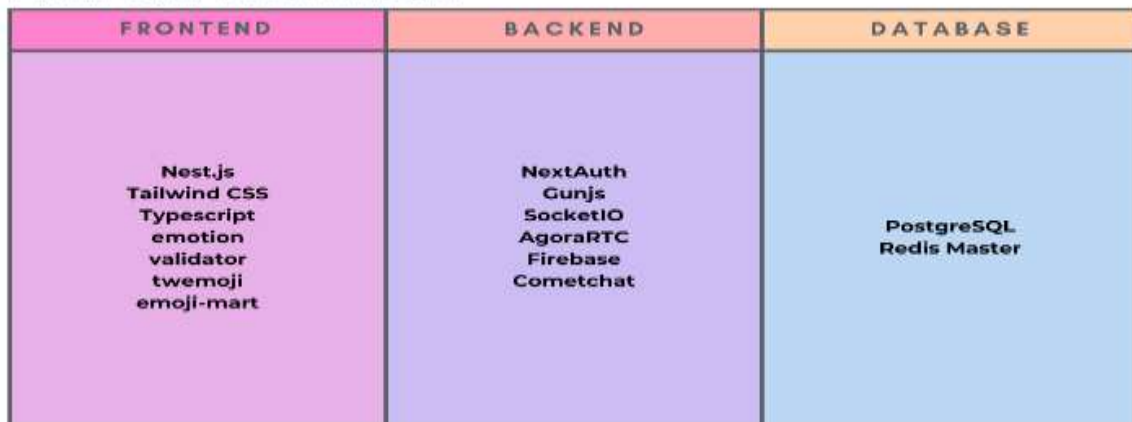 FRONTEND
BACKEND
DATABASE
Nest.js
Tailwind CSS
Typescript
emotion
validator
twemoji
emoji-mart
NextAuth
Gunjs
SocketIO
AgoraRTC
Firebase
Cometchat
PostgreSQL
Redis Master